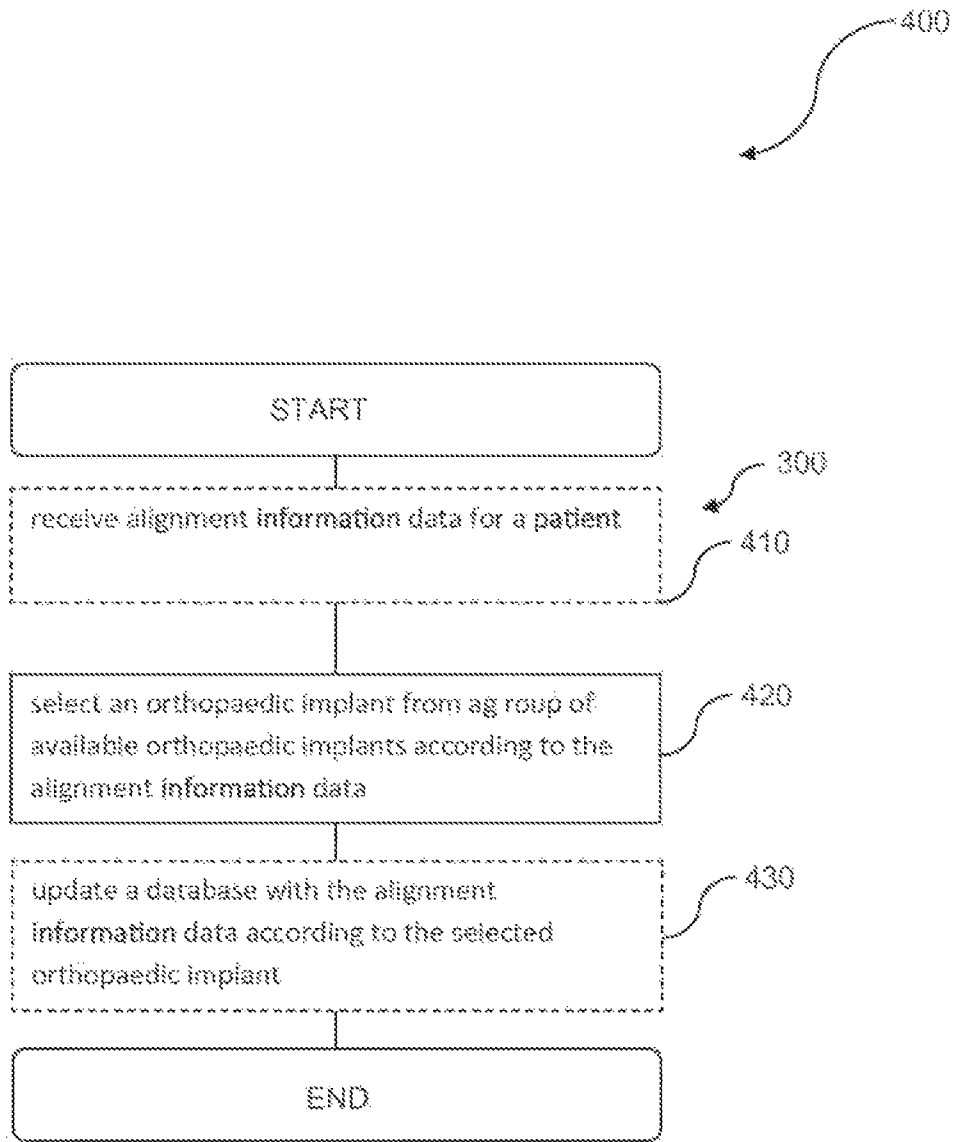 400
START
300
receive alignment information data for a patient
410
select an orthopaedic implant from ag roup of
available orthopaedic implants according to the
alignment information data
420
update a database with the alignment
information data according to the selected
orthopaedic implant
430
END